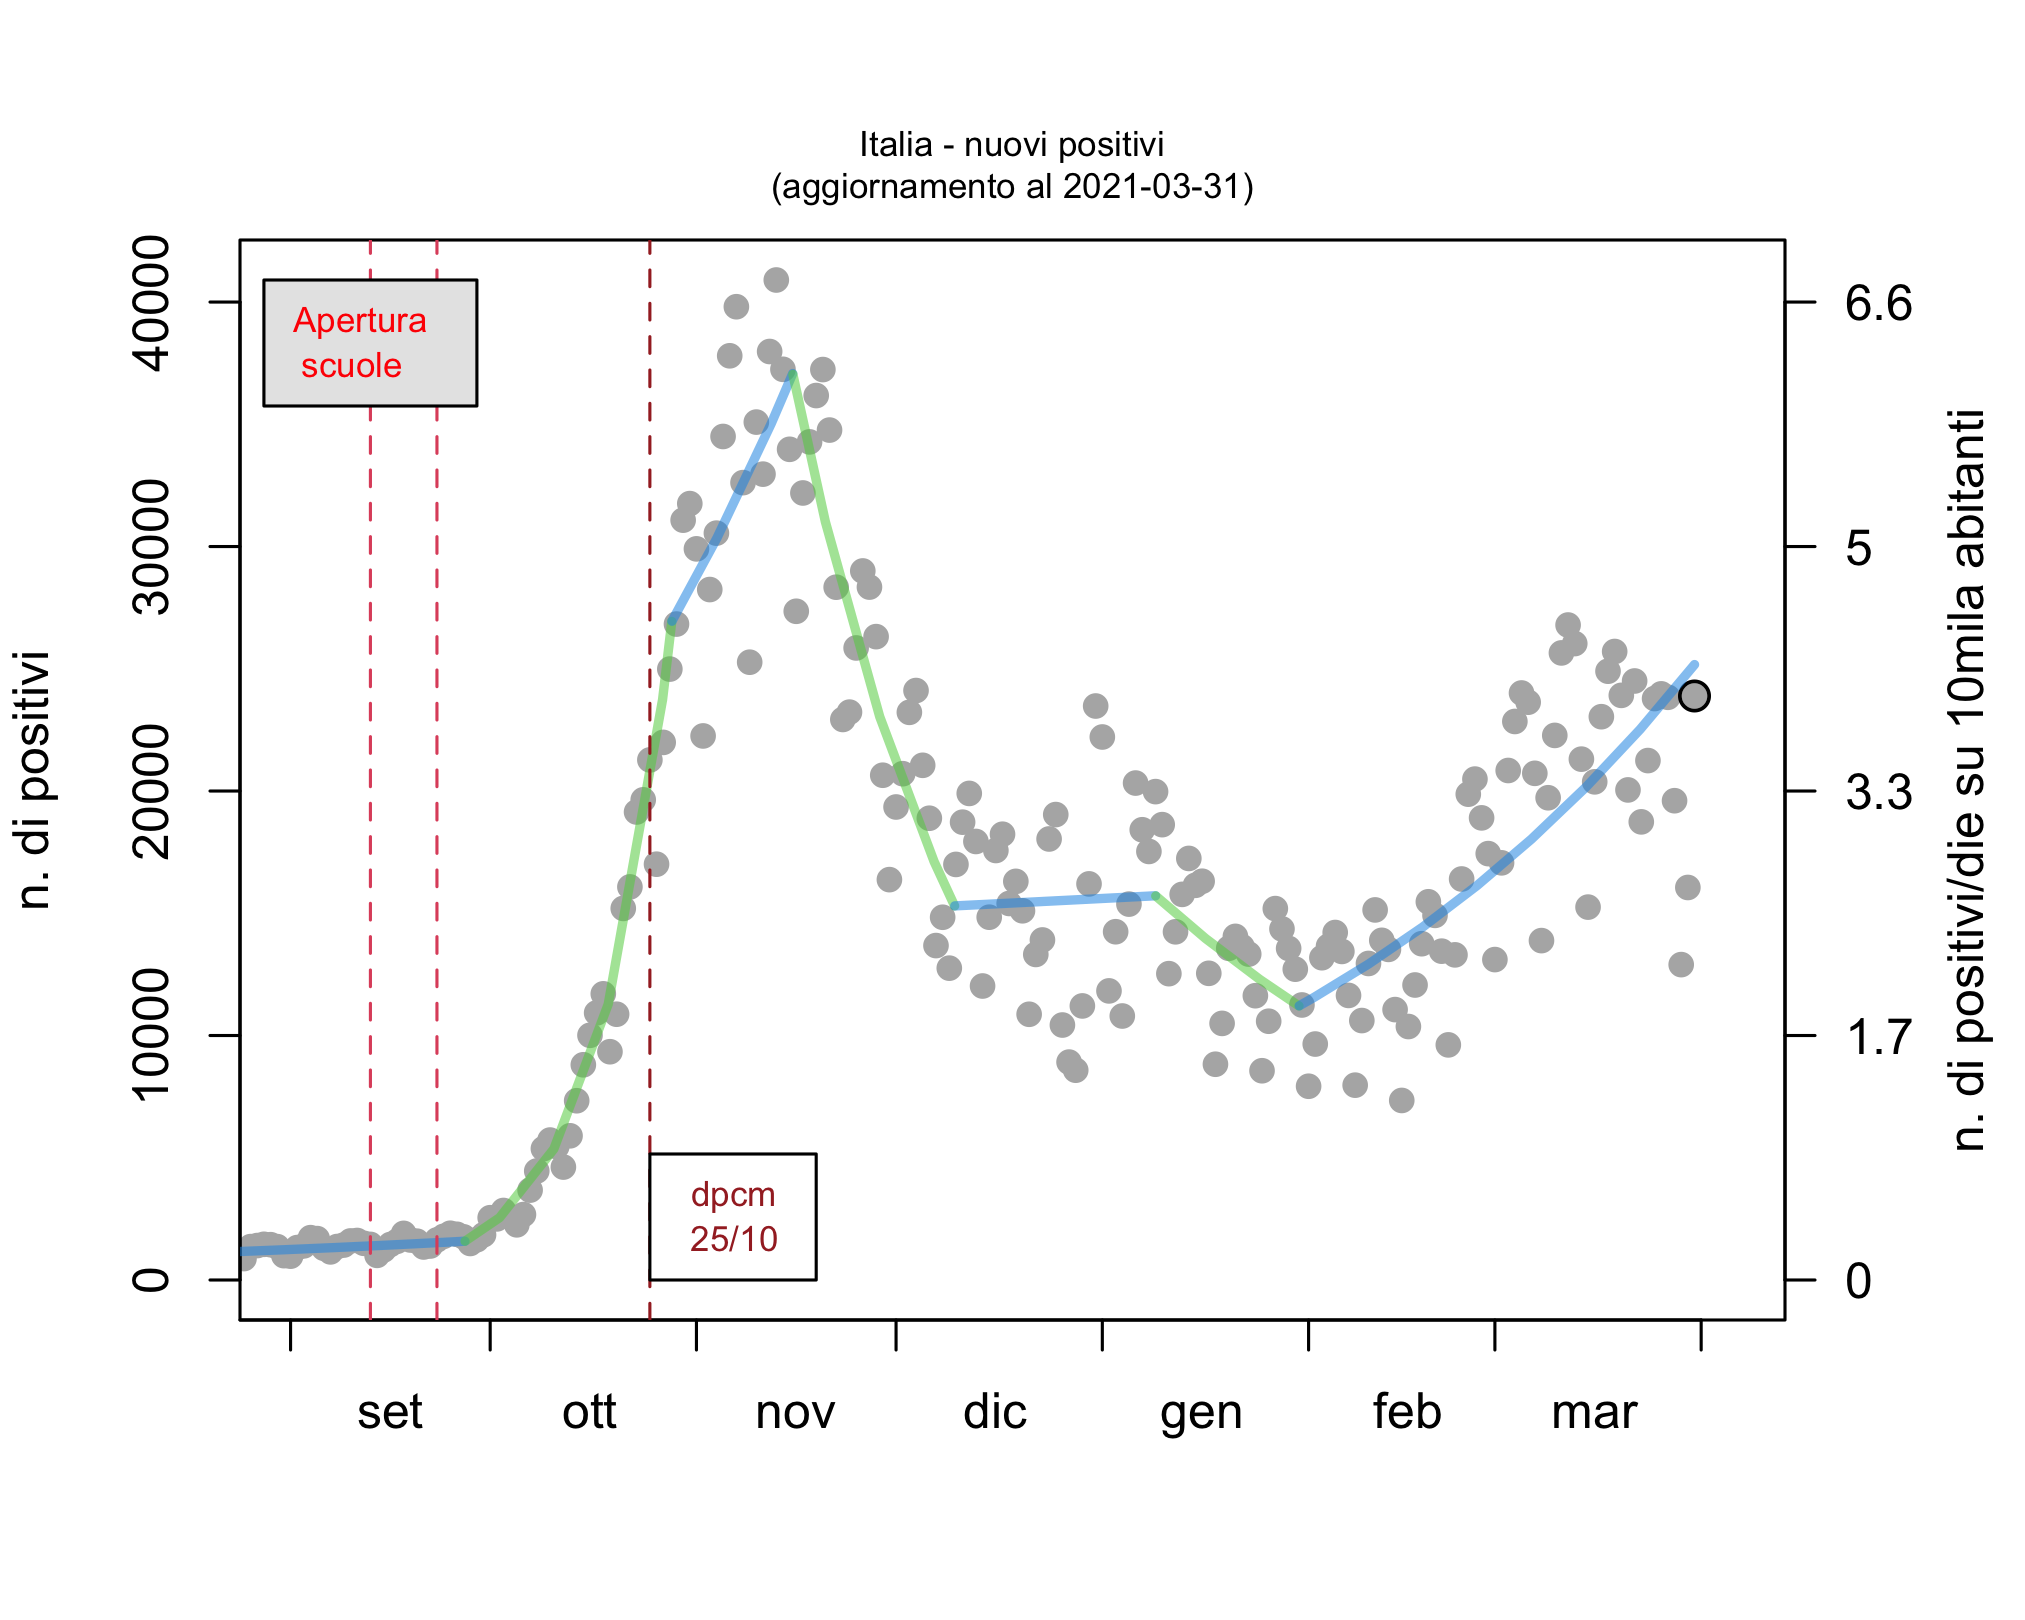 Italia - nuovi positivi
(aggiornamento al 2021-03-31)
Apertura
scuole
dpcm
25/10
n. di positivi
40000
30000
20000
10000
0
6.6
5
3.3
1.7
0
n. di positivi/die su 10mila abitanti
set ott nov dic gen feb mar